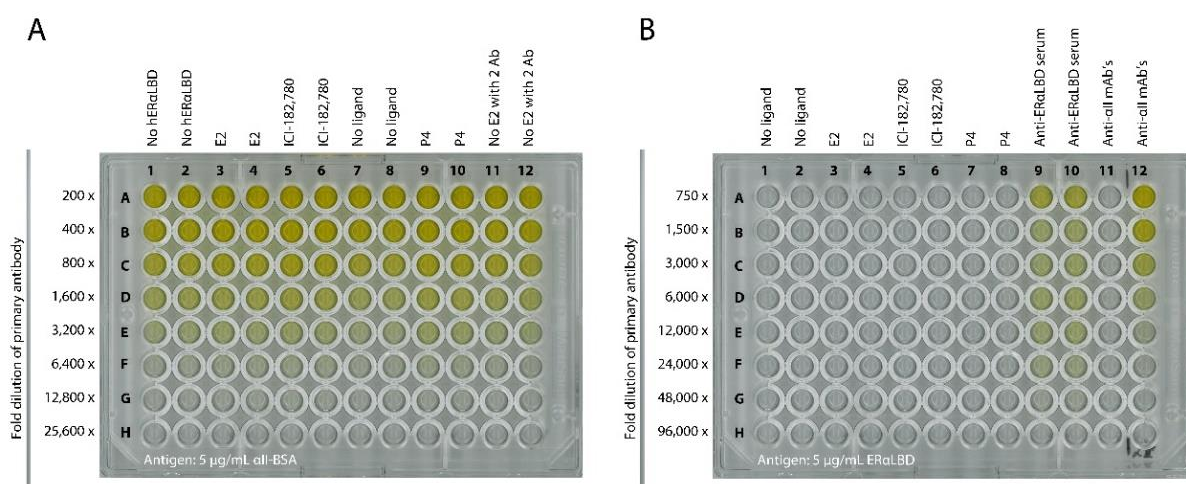 A
No hERαLBD
No hERαLBD
E2
E2
ICI-182,780
ICI-182,780
No ligand
No ligand
P4
P4
No E2 with 2 Ab
No E2 with 2 Ab
1 2 3 4 5 6 7 8 9 10 11 12
Fold dilution of primary antibody
200 x A
400 x B
800 x C
1,600 x D
3,200 x E
6,400 x F
12,800 x G
25,600 x H
Antigen: 5 µg/mL αII-BSA
B
No ligand
No ligand
E2
E2
ICI-182,780
ICI-182,780
P4
P4
Anti-ERαLBD serum
Anti-ERαLBD serum
Anti-αII mAb's
Anti-αII mAb's
1 2 3 4 5 6 7 8 9 10 11 12
Fold dilution of primary antibody
750 x A
1,500 x B
3,000 x C
6,000 x D
12,000 x E
24,000 x F
48,000 x G
96,000 x H
Antigen: 5 µg/mL ERαLBD